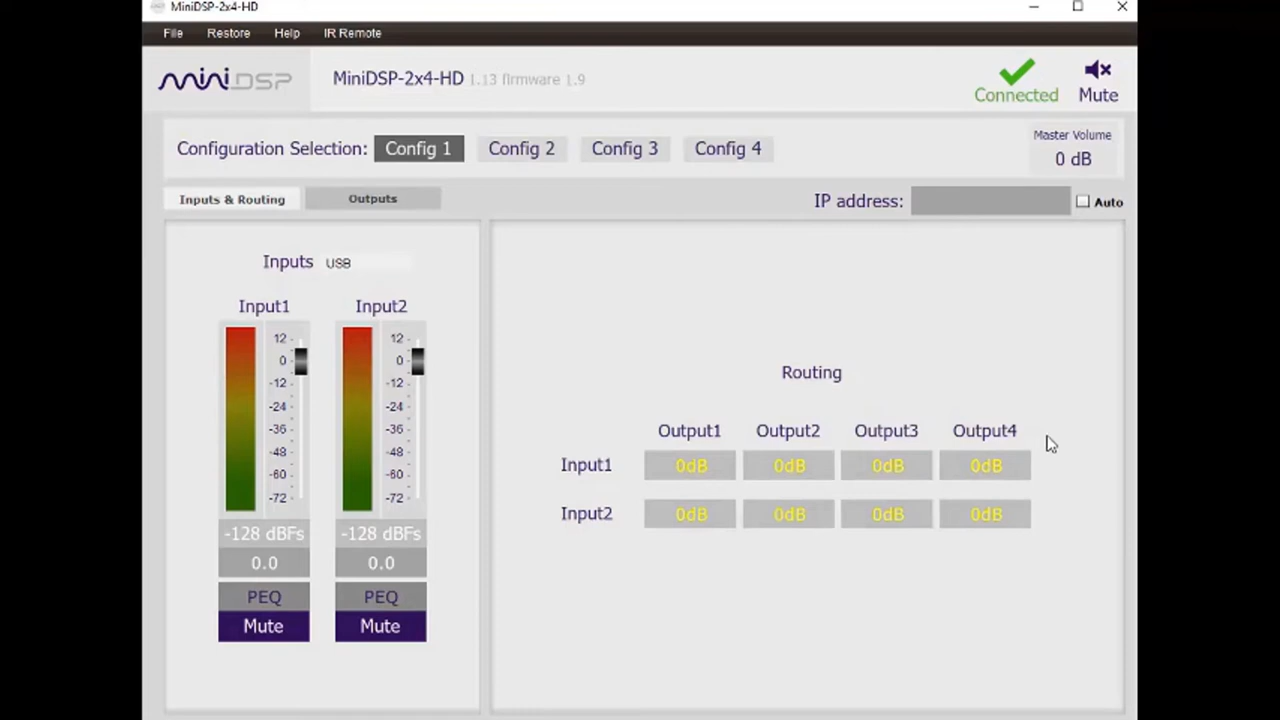 MiniDSP-2x4-HD
File Restore Help IR Remote
mini DSP
MiniDSP-2x4-HD 1.13 firmware 1.9
Connected
Mute
Configuration Selection: Config 1 Config 2 Config 3 Config 4
Master Volume
0 dB
Inputs & Routing Outputs
IP address: Auto
Inputs USB
Input1 Input2
12 12
0 0
-12 -12
-24 -24
-36 -36
-48 -48
-60 -60
-72 -72
-128 dBFs -128 dBFs
0.0 0.0
PEQ PEQ
Mute Mute
Routing
Output1 Output2 Output3 Output4
Input1 0dB 0dB 0dB 0dB
Input2 0dB 0dB 0dB 0dB